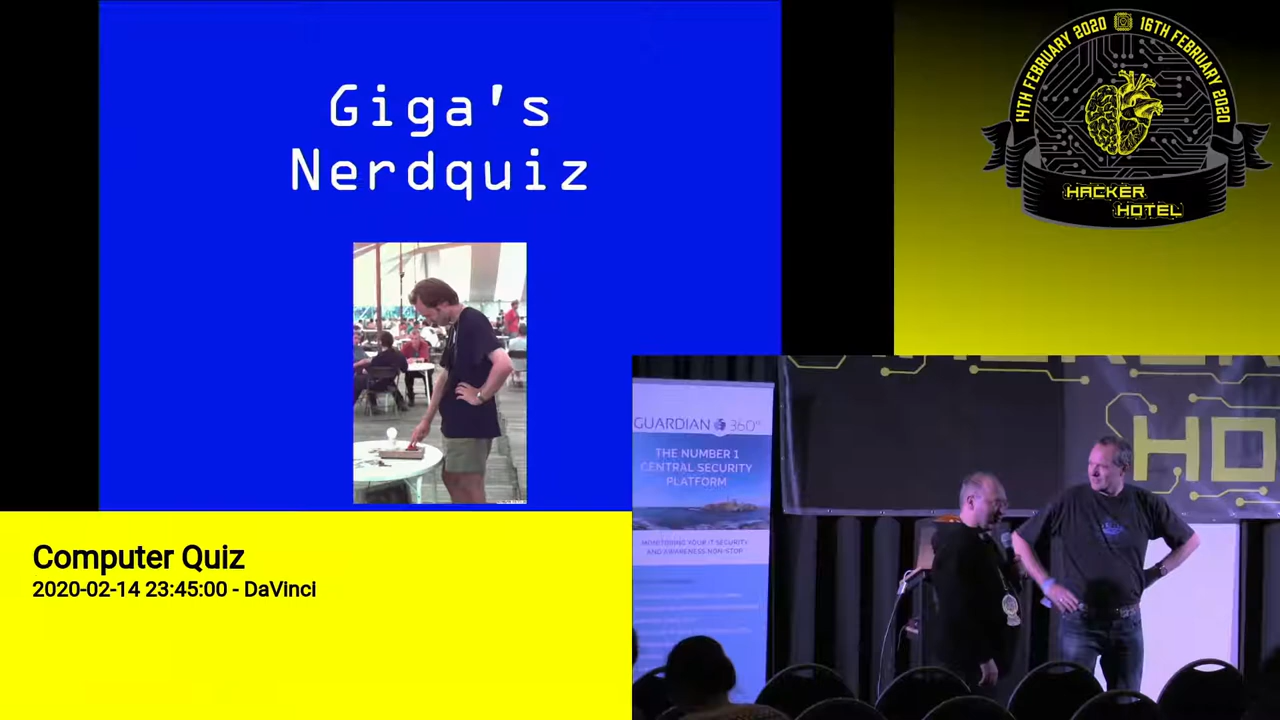 Giga's
Nerdquiz
14TH FEBRUARY 2020
16TH FEBRUARY 2020
HACKER
HOTEL
GUARDIAN 360°
THE NUMBER 1
CENTRAL SECURITY
PLATFORM
MONITORING YOUR IT SECURITY
AND AWARENESS NON-STOP
HO
Computer Quiz
2020-02-14 23:45:00 - DaVinci